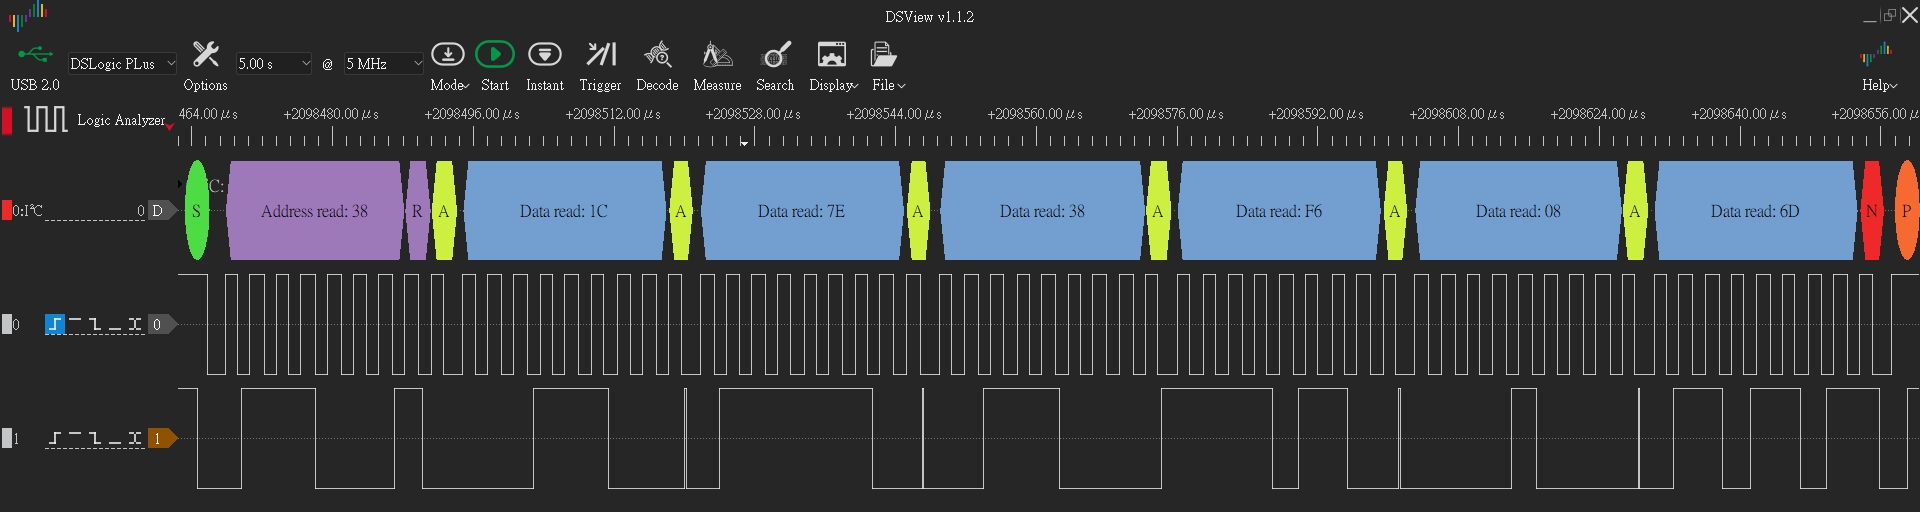 DSView v1.1.2
DSLogic PLus 5.00 s @ 5 MHz
USB 2.0 Options Mode Start Instant Trigger Decode Measure Search Display File Help
Logic Analyzer 464.00 μs +2098480.00 μs +2098496.00 μs +2098512.00 μs +2098528.00 μs +2098544.00 μs +2098560.00 μs +2098576.00 μs +2098592.00 μs +2098608.00 μs +2098624.00 μs +2098640.00 μs +2098656.00 μ
C:
0:I²C 0 D S Address read: 38 R A Data read: 1C A Data read: 7E A Data read: 38 A Data read: F6 A Data read: 08 A Data read: 6D N P
0 0
1 1